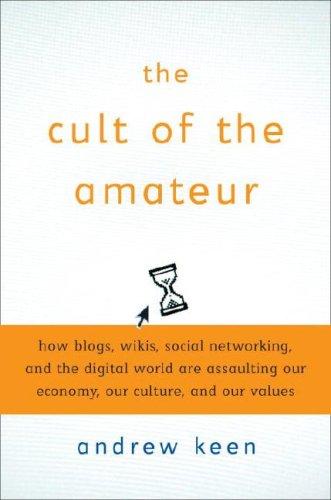 the
cult of the
amateur
how blogs, wikis, social networking,
and the digital world are assaulting our
economy, our culture, and our values
andrew keen